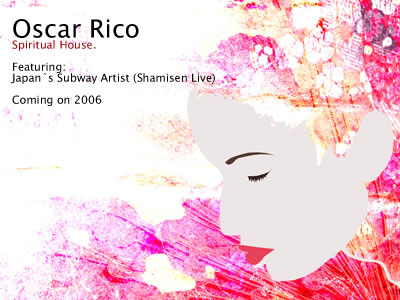 Oscar Rico
Spiritual House.
Featuring:
Japan`s Subway Artist (Shamisen Live)
Coming on 2006